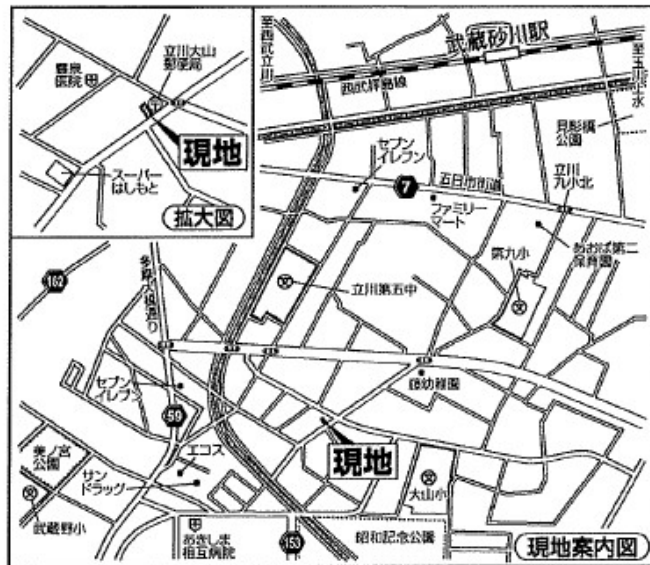 豊泉
医院
立川大山
郵便局
現地
スーパー
はしもと
拡大図
至西武立川
武蔵砂川駅
西武拝島線
至玉川上水
見影橋
公園
セブン
イレブン
7
五日市街道
ファミリー
マート
立川
九小北
あおば第二
保育園
第九小
162
多摩大橋通り
立川第五中
セブン
イレブン
59
幼稚園
現地
エコス
サン
ドラッグ
美ノ宮
公園
武蔵野小
大山小
あきしま
相互病院
153
昭和記念公園
現地案内図